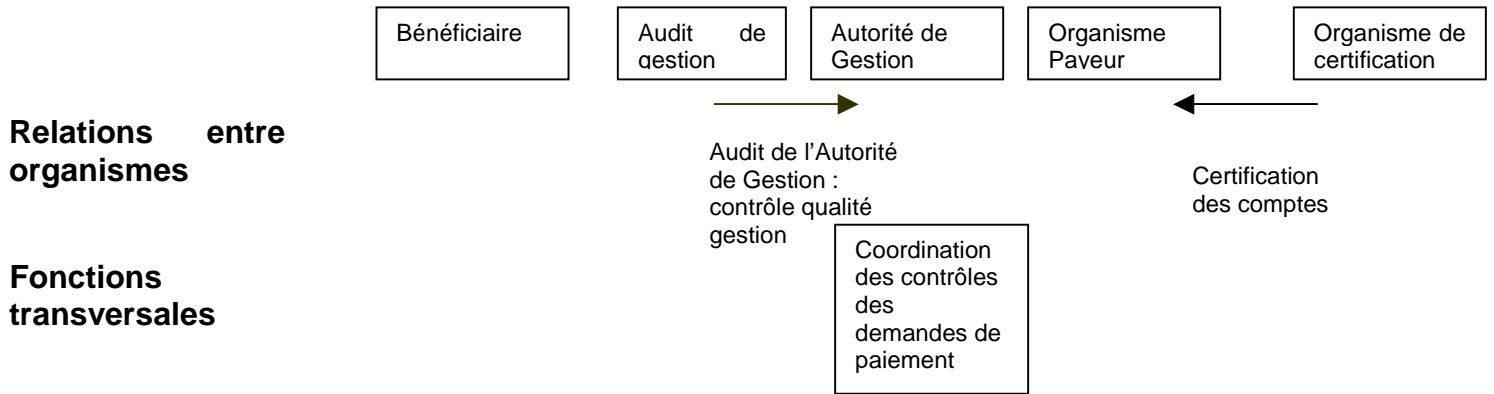 Bénéficiaire
Audit de
gestion
Autorité de
Gestion
Organisme
Payeur
Organisme de
certification
Relations entre
organismes
Audit de l'Autorité
de Gestion :
contrôle qualité
gestion
Certification
des comptes
Fonctions
transversales
Coordination
des contrôles
des
demandes de
paiement